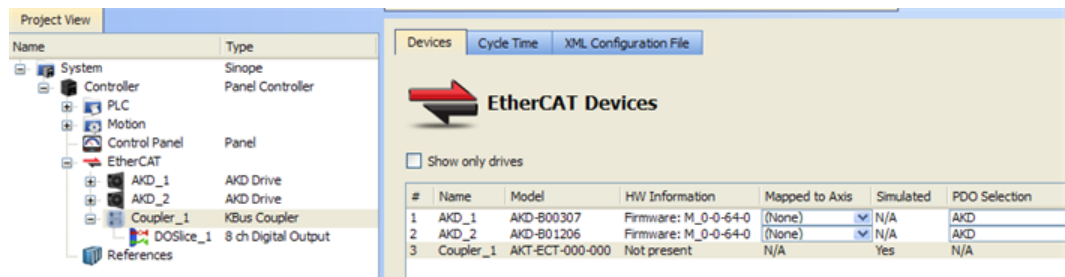 Project View
Name Type
System Sinope
Controller Panel Controller
PLC
Motion
Control Panel Panel
EtherCAT
AKD_1 AKD Drive
AKD_2 AKD Drive
Coupler_1 KBus Coupler
DOSlice_1 8 ch Digital Output
References
Devices Cycle Time XML Configuration File
EtherCAT Devices
Show only drives
# Name Model HW Information Mapped to Axis Simulated PDO Selection
1 AKD_1 AKD-B00307 Firmware: M_0-0-64-0 (None) N/A AKD
2 AKD_2 AKD-B01206 Firmware: M_0-0-64-0 (None) N/A AKD
3 Coupler_1 AKT-ECT-000-000 Not present N/A Yes N/A